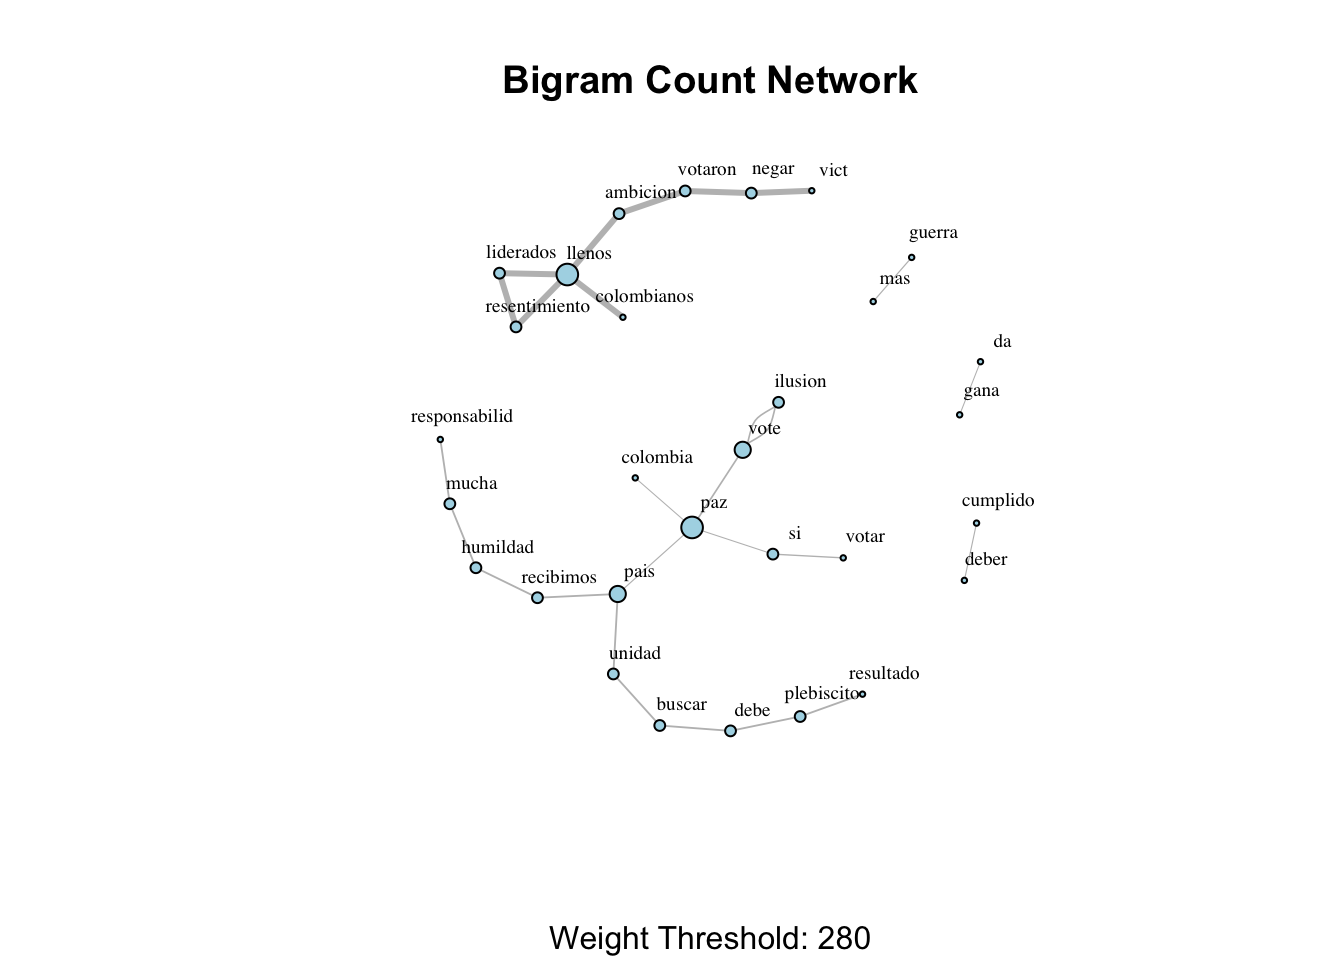 Bigram Count Network
votaron
negar
vict
ambicion
guerra
liderados
llenos
mas
colombianos
resentimiento
da
ilusion
gana
responsabilid
vote
colombia
mucha
cumplido
paz
si
votar
humildad
deber
pais
recibimos
unidad
resultado
plebiscito
buscar
debe
Weight Threshold: 280